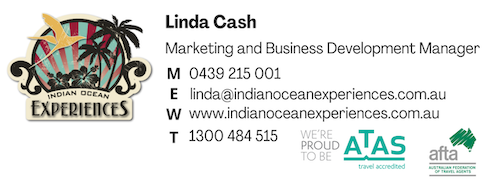 Linda Cash
Marketing and Business Development Manager
M 0439 215 001
E linda@indianoceanexperiences.com.au
W www.indianoceanexperiences.com.au
T 1300 484 515
INDIAN OCEAN
EXPERIENCES
WE'RE
PROUD
TO BE
ATAS
travel accredited
afta
AUSTRALIAN FEDERATION
OF TRAVEL AGENTS